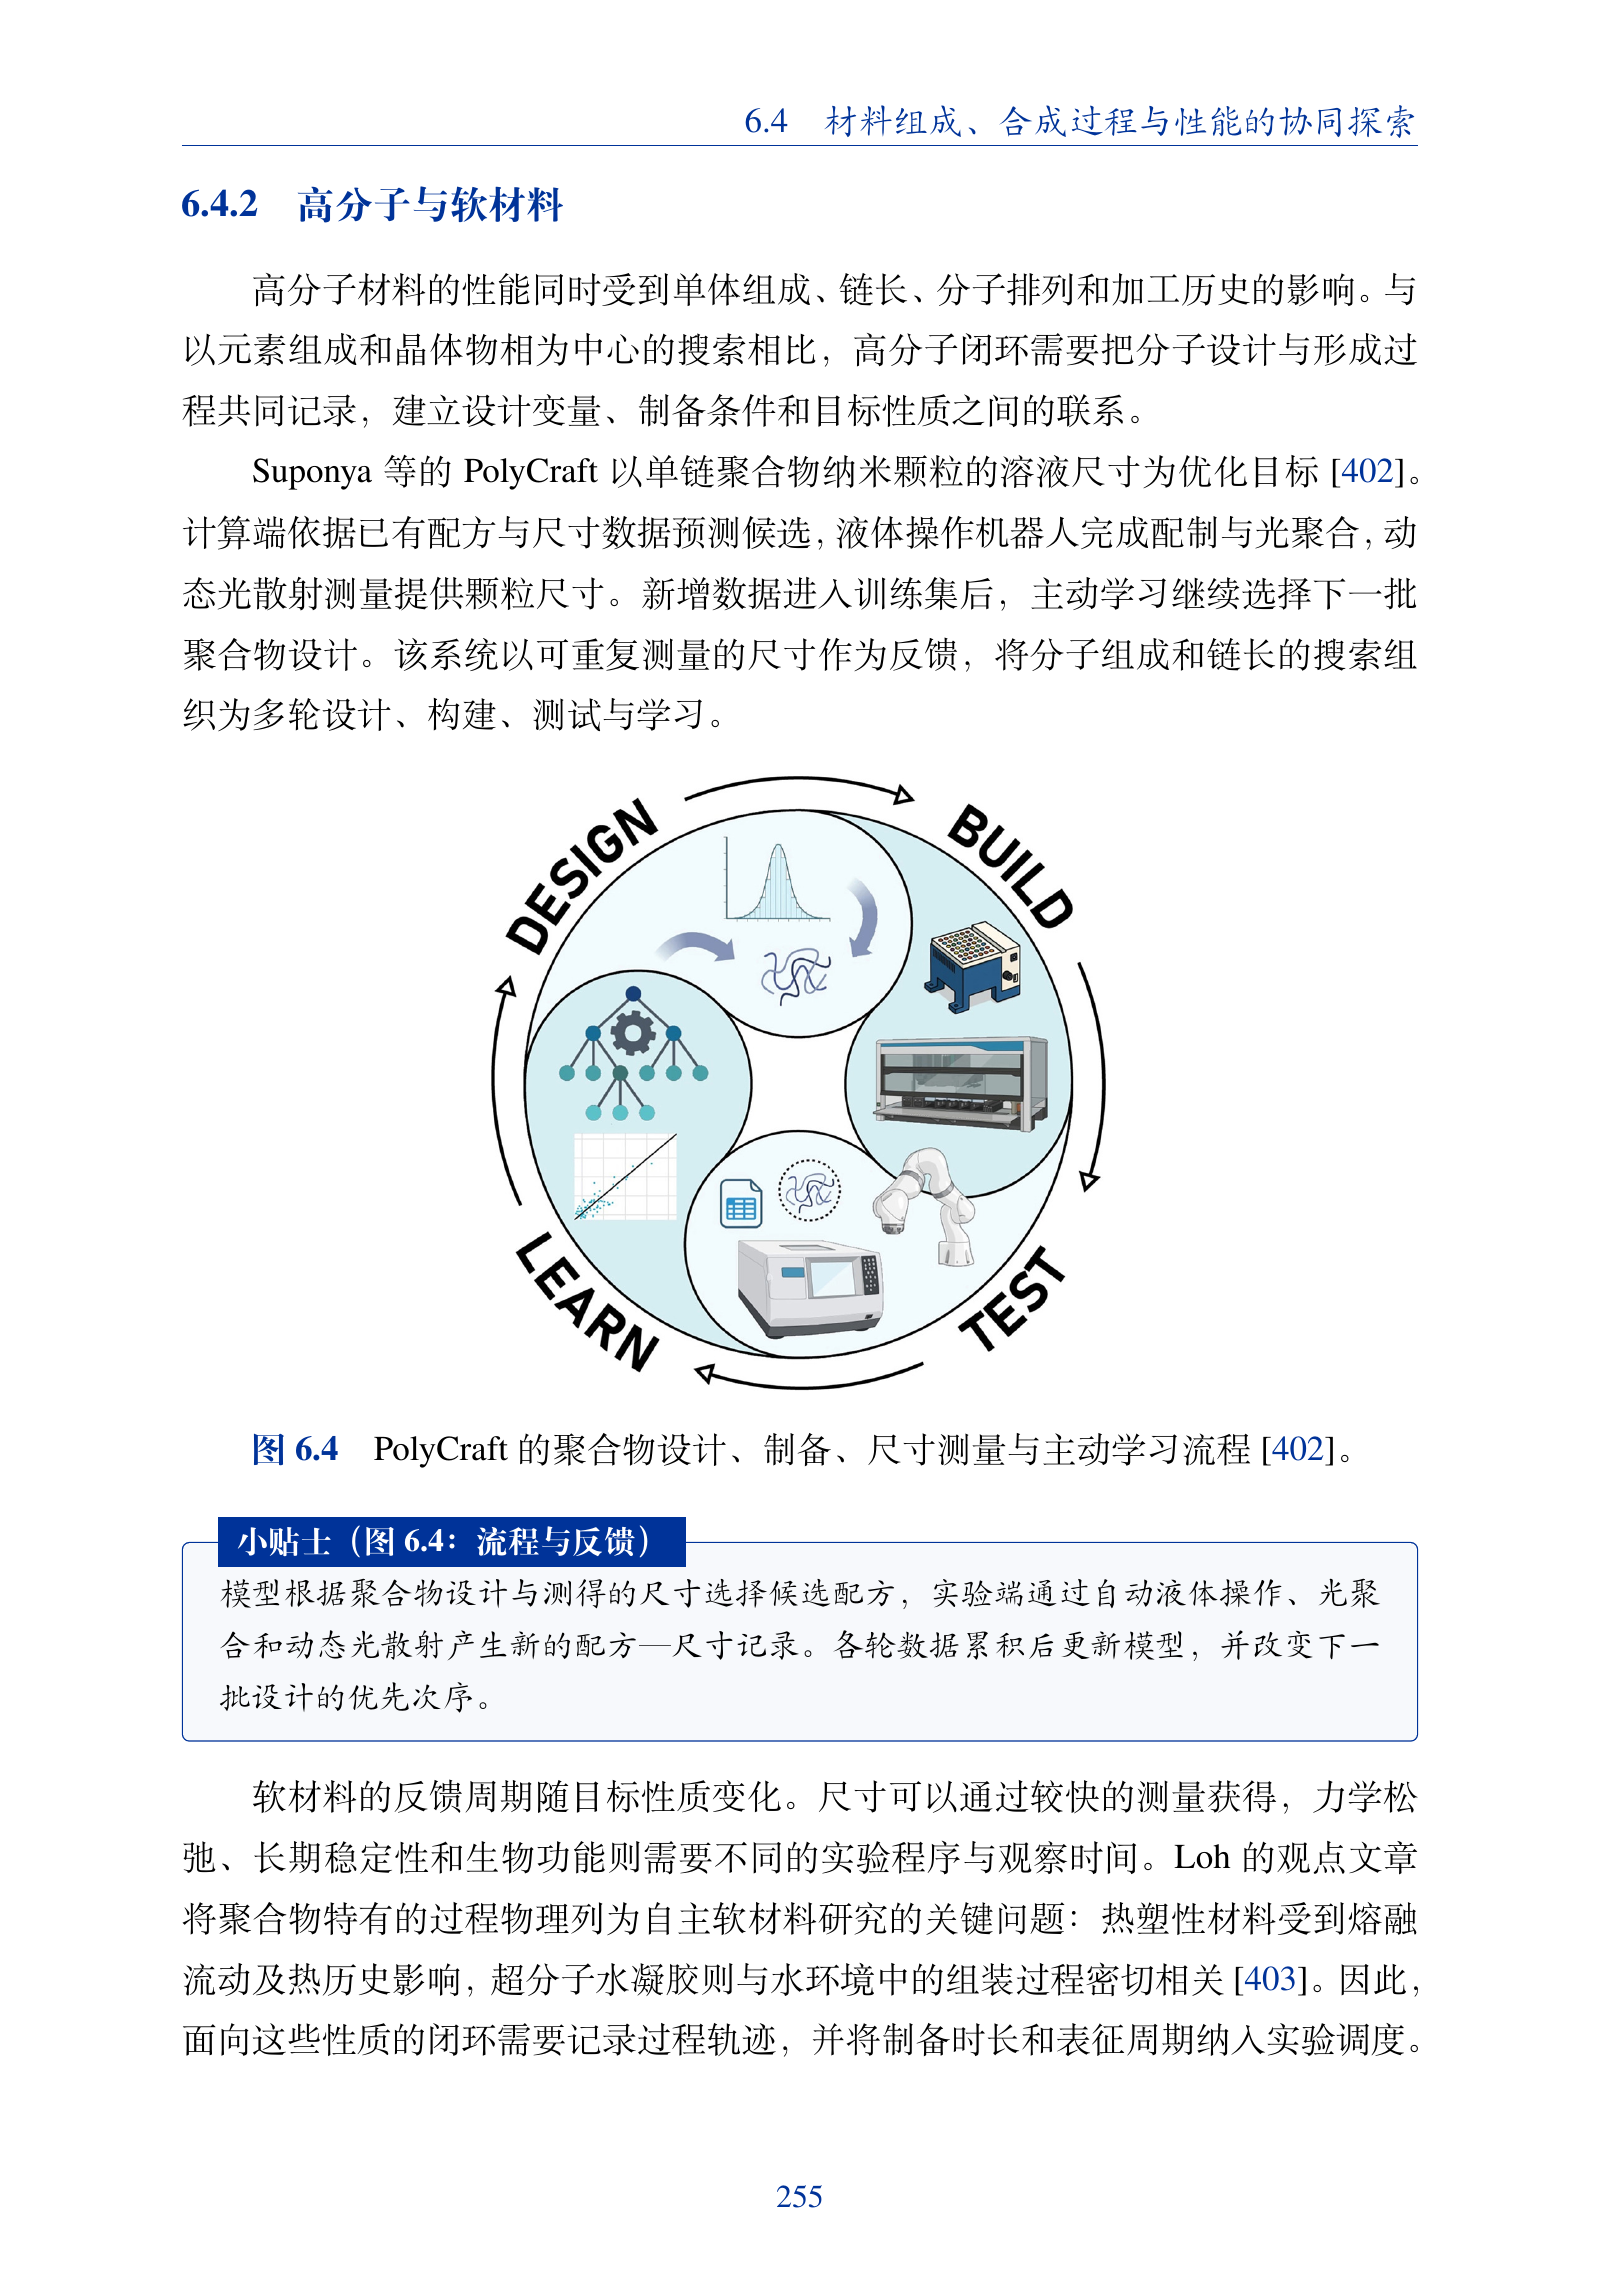 6.4 材料组成、合成过程与性能的协同探索
6.4.2 高分子与软材料
高分子材料的性能同时受到单体组成、链长、分子排列和加工历史的影响。与
以元素组成和晶体物相为中心的搜索相比，高分子闭环需要把分子设计与形成过
程共同记录，建立设计变量、制备条件和目标性质之间的联系。
Suponya 等的 PolyCraft 以单链聚合物纳米颗粒的溶液尺寸为优化目标 [402]。
计算端依据已有配方与尺寸数据预测候选，液体操作机器人完成配制与光聚合，动
态光散射测量提供颗粒尺寸。新增数据进入训练集后，主动学习继续选择下一批
聚合物设计。该系统以可重复测量的尺寸作为反馈，将分子组成和链长的搜索组
织为多轮设计、构建、测试与学习。
DESIGN
BUILD
LEARN
TEST
图 6.4 PolyCraft 的聚合物设计、制备、尺寸测量与主动学习流程 [402]。
小贴士（图 6.4：流程与反馈）
模型根据聚合物设计与测得的尺寸选择候选配方，实验端通过自动液体操作、光聚
合和动态光散射产生新的配方—尺寸记录。各轮数据累积后更新模型，并改变下一
批设计的优先次序。
软材料的反馈周期随目标性质变化。尺寸可以通过较快的测量获得，力学松
弛、长期稳定性和生物功能则需要不同的实验程序与观察时间。Loh 的观点文章
将聚合物特有的过程物理列为自主软材料研究的关键问题：热塑性材料受到熔融
流动及热历史影响，超分子水凝胶则与水环境中的组装过程密切相关 [403]。因此，
面向这些性质的闭环需要记录过程轨迹，并将制备时长和表征周期纳入实验调度。
255